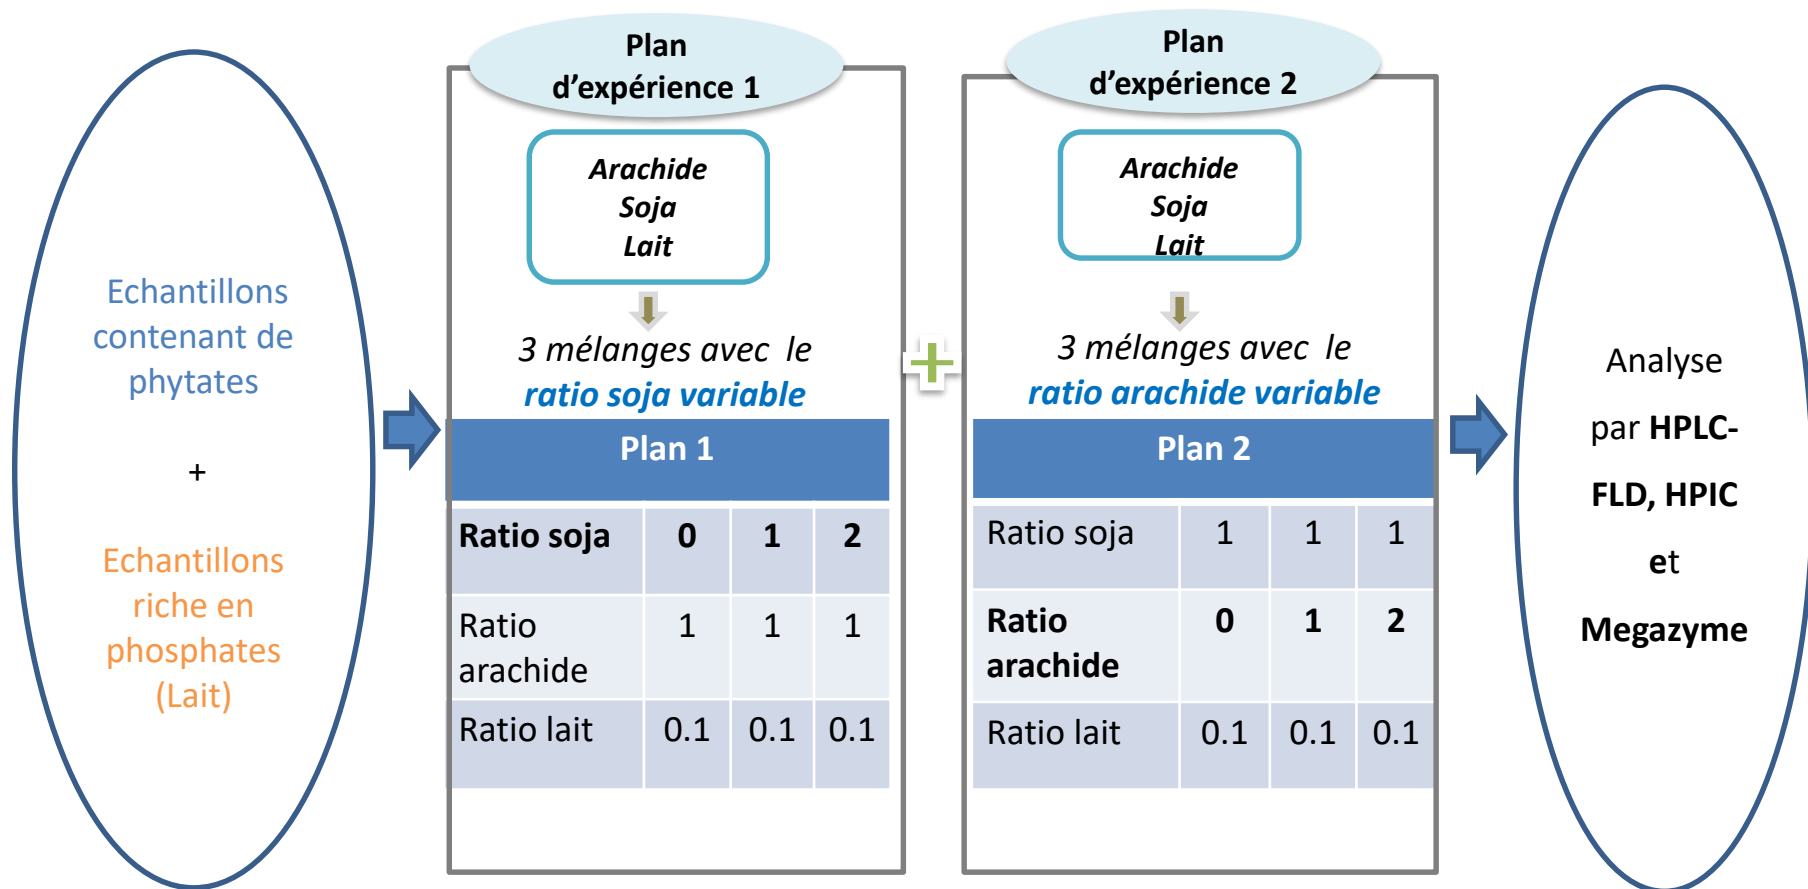 Echantillons
contenant de
phytates
+
Echantillons
riche en
phosphates
(Lait)
Plan
d'expérience 1
Arachide
Soja
Lait
3 mélanges avec le
ratio soja variable
Plan 1
Ratio soja 0 1 2
Ratio
arachide 1 1 1
Ratio lait 0.1 0.1 0.1
+
Plan
d'expérience 2
Arachide
Soja
Lait
3 mélanges avec le
ratio arachide variable
Plan 2
Ratio soja 1 1 1
Ratio
arachide 0 1 2
Ratio lait 0.1 0.1 0.1
Analyse
par HPLC-
FLD, HPIC
et
Megazyme